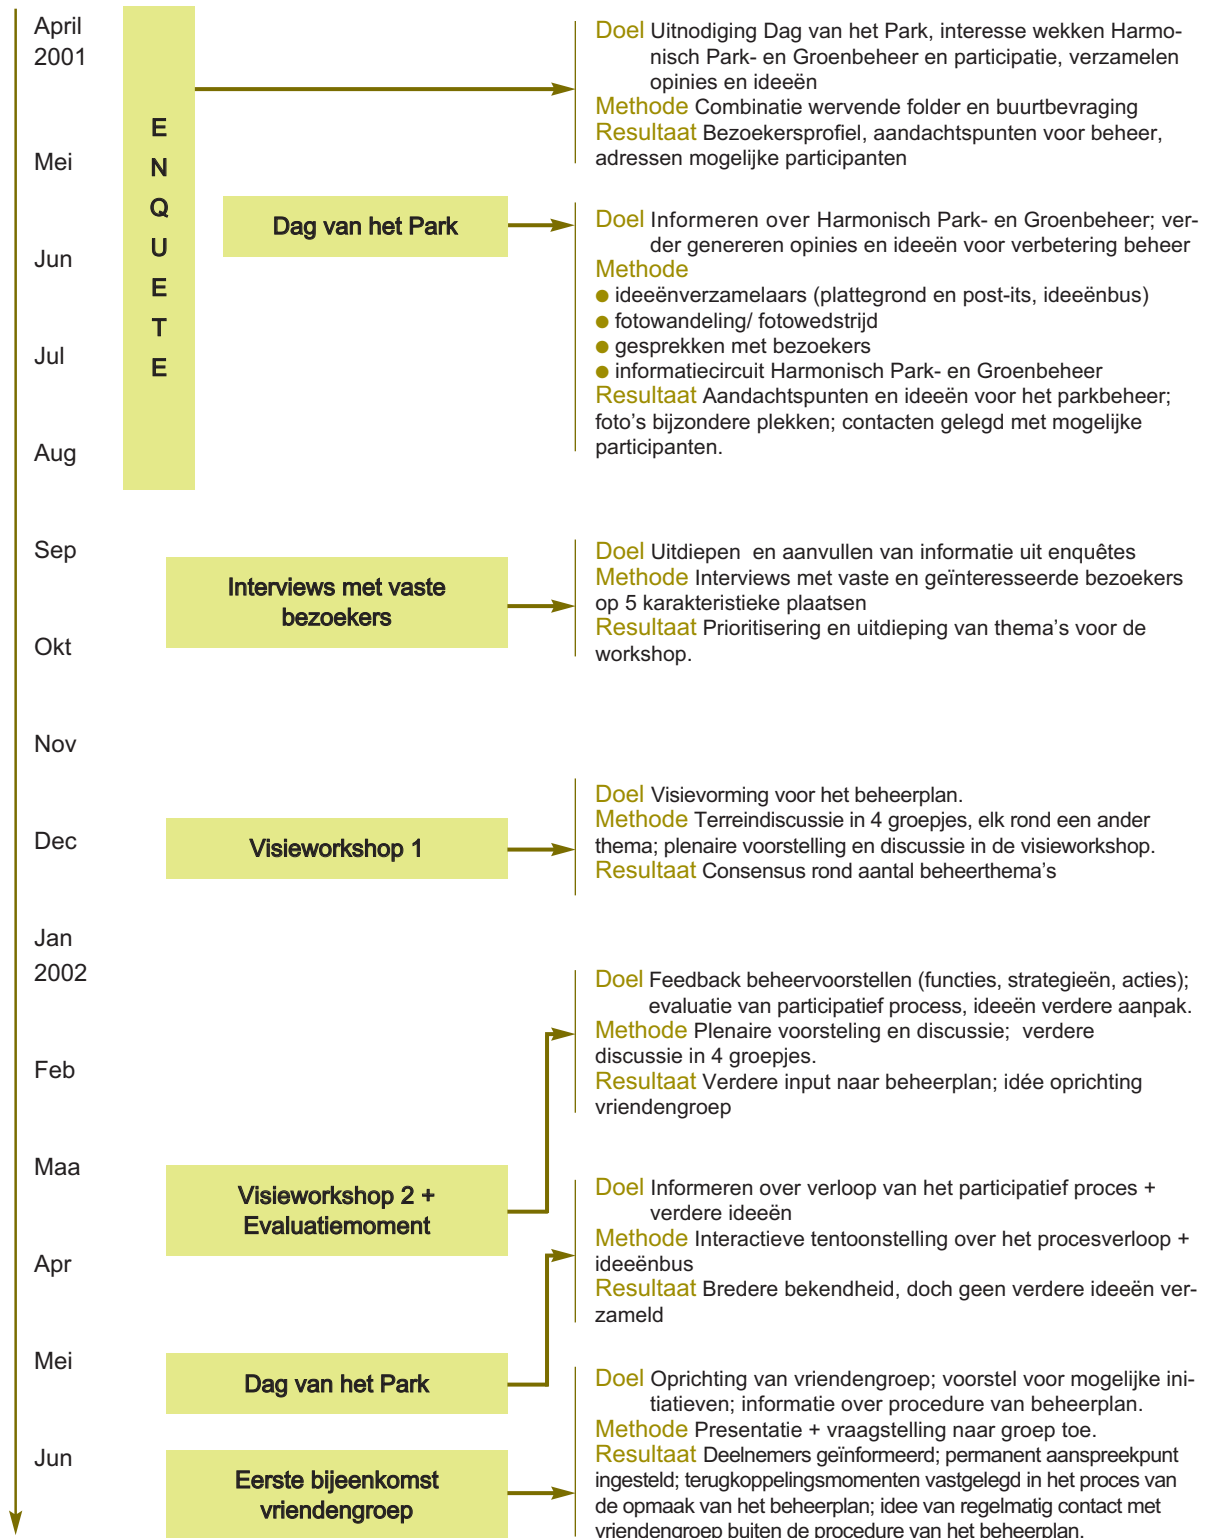 April
2001
Mei
Jun
Jul
Aug
Sep
Okt
Nov
Dec
Jan
2002
Feb
Maa
Apr
Mei
Jun
E
N
Q
U
E
T
E
Doel Uitnodiging Dag van het Park, interesse wekken Harmo-
nisch Park- en Groenbeheer en participatie, verzamelen
opinies en ideeën
Methode Combinatie wervende folder en buurtbevraging
Resultaat Bezoekersprofiel, aandachtspunten voor beheer,
adressen mogelijke participanten
Dag van het Park
Doel Informeren over Harmonisch Park- en Groenbeheer; ver-
der genereren opinies en ideeën voor verbetering beheer
Methode
● ideeënverzamelaars (plattegrond en post-its, ideeënbus)
● fotowandeling/ fotowedstrijd
● gesprekken met bezoekers
● informatiecircuit Harmonisch Park- en Groenbeheer
Resultaat Aandachtspunten en ideeën voor het parkbeheer;
foto's bijzondere plekken; contacten gelegd met mogelijke
participanten.
Interviews met vaste
bezoekers
Doel Uitdiepen en aanvullen van informatie uit enquêtes
Methode Interviews met vaste en geïnteresseerde bezoekers
op 5 karakteristieke plaatsen
Resultaat Prioritisering en uitdieping van thema's voor de
workshop.
Visieworkshop 1
Doel Visievorming voor het beheerplan.
Methode Terreindiscussie in 4 groepjes, elk rond een ander
thema; plenaire voorstelling en discussie in de visieworkshop.
Resultaat Consensus rond aantal beheerthema's
Visieworkshop 2 +
Evaluatiemoment
Doel Feedback beheervoorstellen (functies, strategieën, acties);
evaluatie van participatief process, ideeën verdere aanpak.
Methode Plenaire voorsteling en discussie; verdere
discussie in 4 groepjes.
Resultaat Verdere input naar beheerplan; idée oprichting
vriendengroep
Dag van het Park
Doel Informeren over verloop van het participatief proces +
verdere ideeën
Methode Interactieve tentoonstelling over het procesverloop +
ideeënbus
Resultaat Bredere bekendheid, doch geen verdere ideeën ver-
zameld
Eerste bijeenkomst
vriendengroep
Doel Oprichting van vriendengroep; voorstel voor mogelijke ini-
tiatieven; informatie over procedure van beheerplan.
Methode Presentatie + vraagstelling naar groep toe.
Resultaat Deelnemers geïnformeerd; permanent aanspreekpunt
ingesteld; terugkoppelingsmomenten vastgelegd in het proces van
de opmaak van het beheerplan; idee van regelmatig contact met
vriendengroep buiten de procedure van het beheerplan.